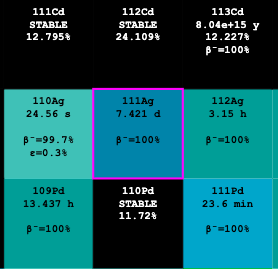 111Cd
STABLE
12.795%
112Cd
STABLE
24.109%
113Cd
8.04e+15 y
12.227%
β⁻=100%
110Ag
24.56 s
β⁻=99.7%
ε=0.3%
111Ag
7.421 d
β⁻=100%
112Ag
3.15 h
β⁻=100%
109Pd
13.437 h
β⁻=100%
110Pd
STABLE
11.72%
111Pd
23.6 min
β⁻=100%